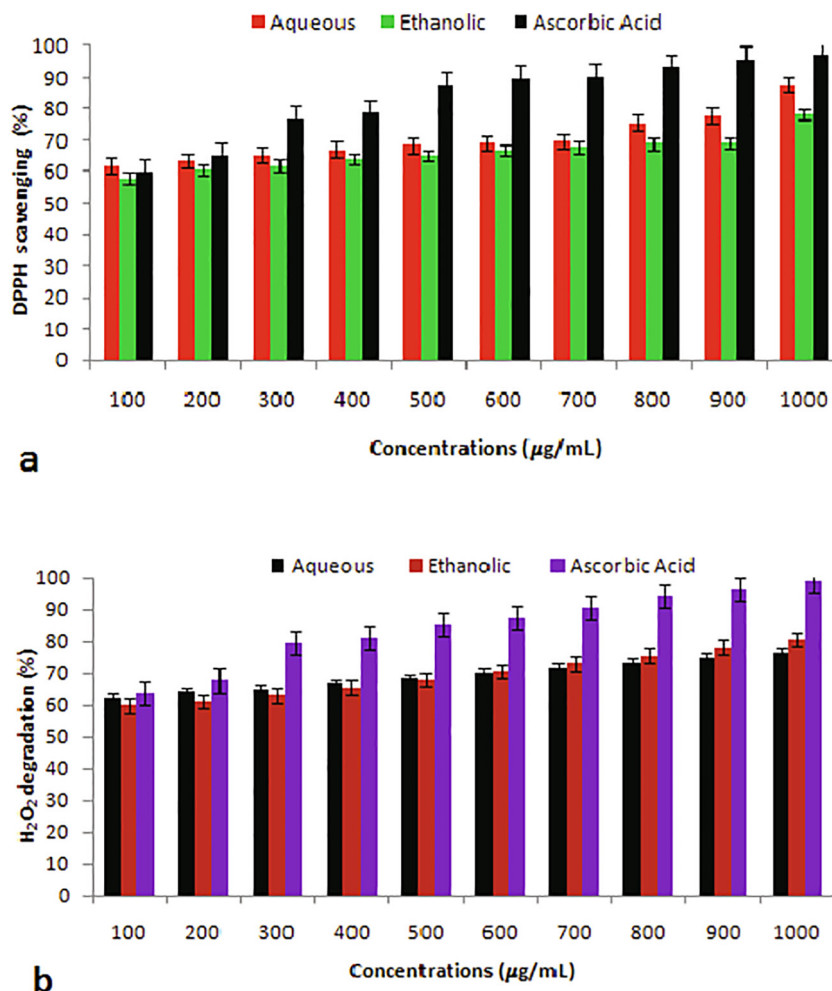 Aqueous Ethanolic Ascorbic Acid
100
90
80
70
60
50
40
30
20
10
0
DPPH scavenging (%)
100 200 300 400 500 600 700 800 900 1000
Concentrations (µg/mL)
a
Aqueous Ethanolic Ascorbic Acid
100
90
80
70
60
50
40
30
20
10
0
H₂O₂ degradation (%)
100 200 300 400 500 600 700 800 900 1000
Concentrations (µg/mL)
b